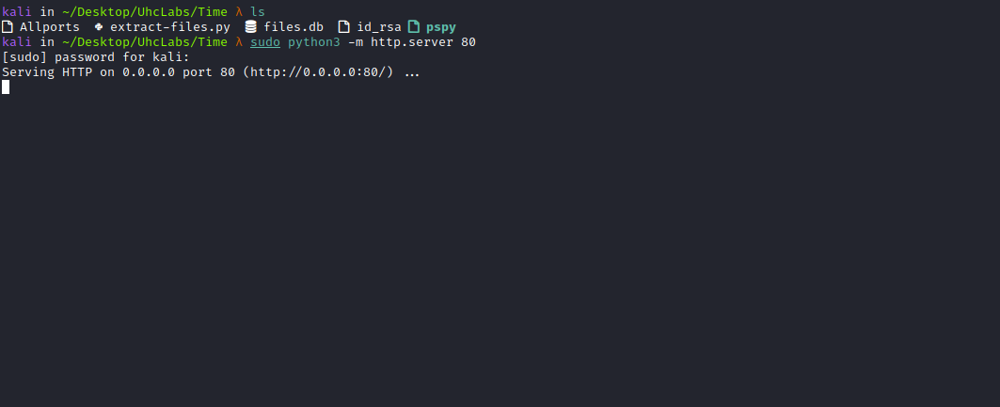 kali in ~/Desktop/UhcLabs/Time λ ls
Allports extract-files.py files.db id_rsa pspy
kali in ~/Desktop/UhcLabs/Time λ sudo python3 -m http.server 80
[sudo] password for kali:
Serving HTTP on 0.0.0.0 port 80 (http://0.0.0.0:80/) ...